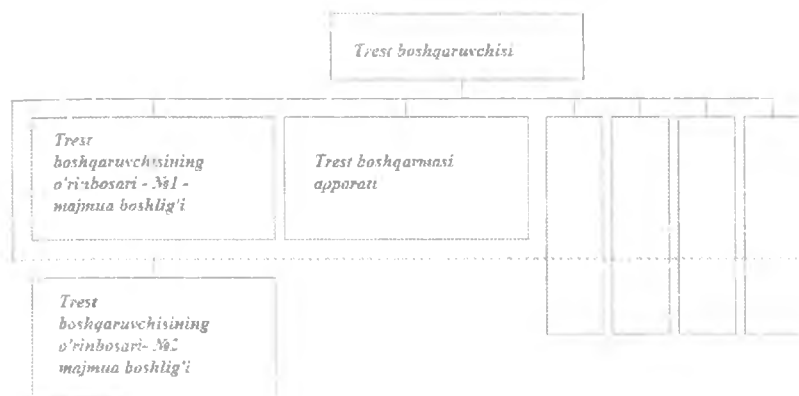 Trest boshqaruvchisi
Trest
boshqaruvchisining
o'rinbosari - №1 -
majmua boshlig'i
Trest boshqarmasi
apparati
Trest
boshqaruvchisining
o'rinbosari- №2
majmua boshlig'i